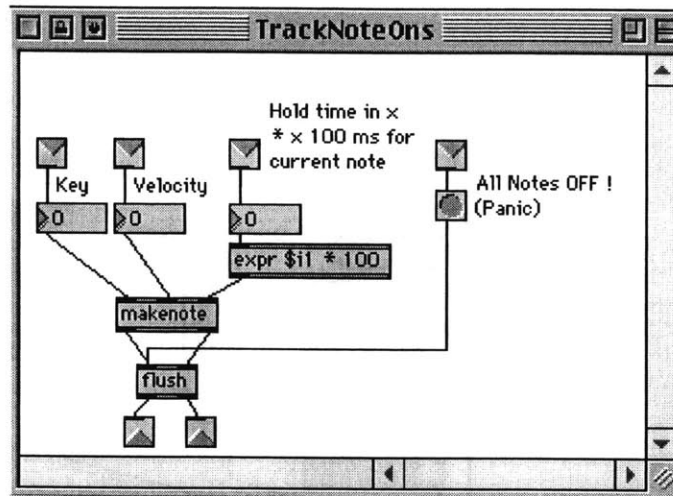 TrackNoteOns
Hold time in x
* x 100 ms for
current note
Key
Velocity
All Notes OFF !
(Panic)
0
0
0
expr $i1 * 100
makenote
flush